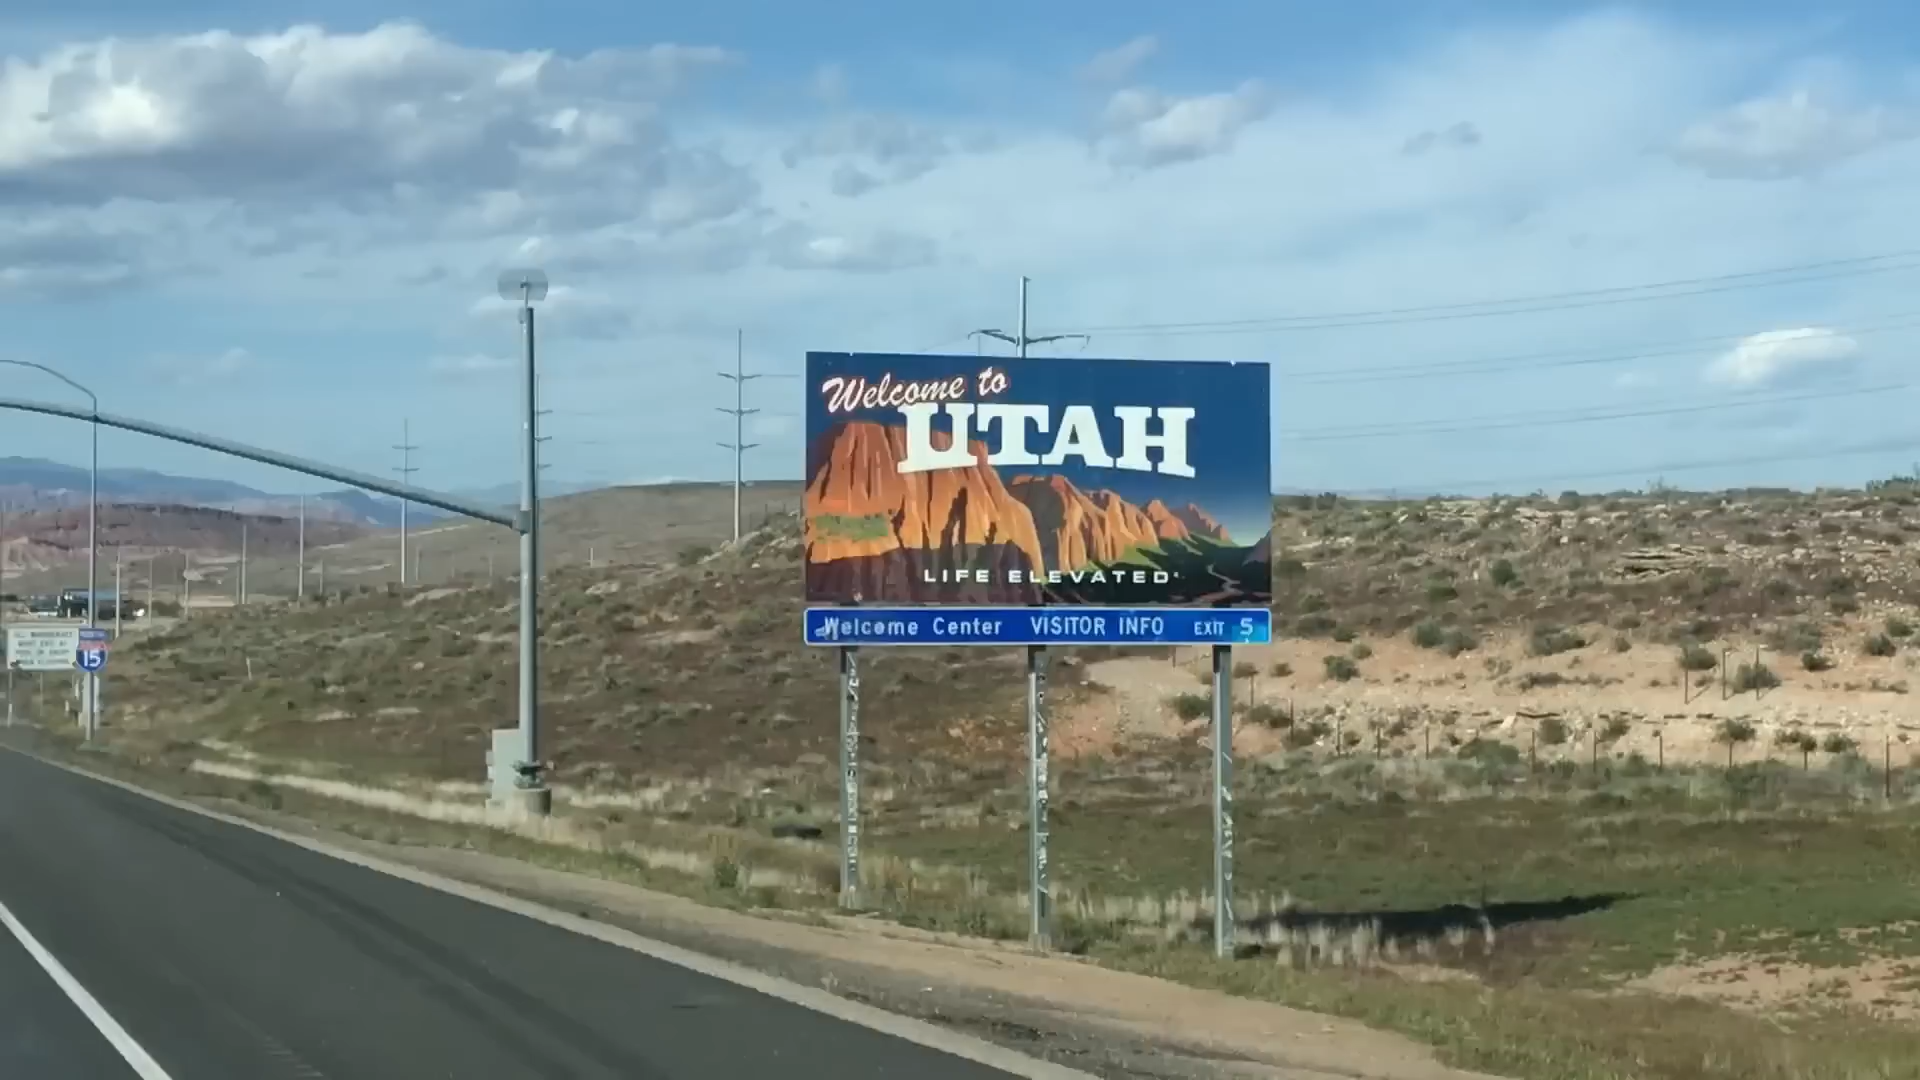 Welcome to
UTAH
LIFE ELEVATED
Welcome Center VISITOR INFO EXIT 5
15